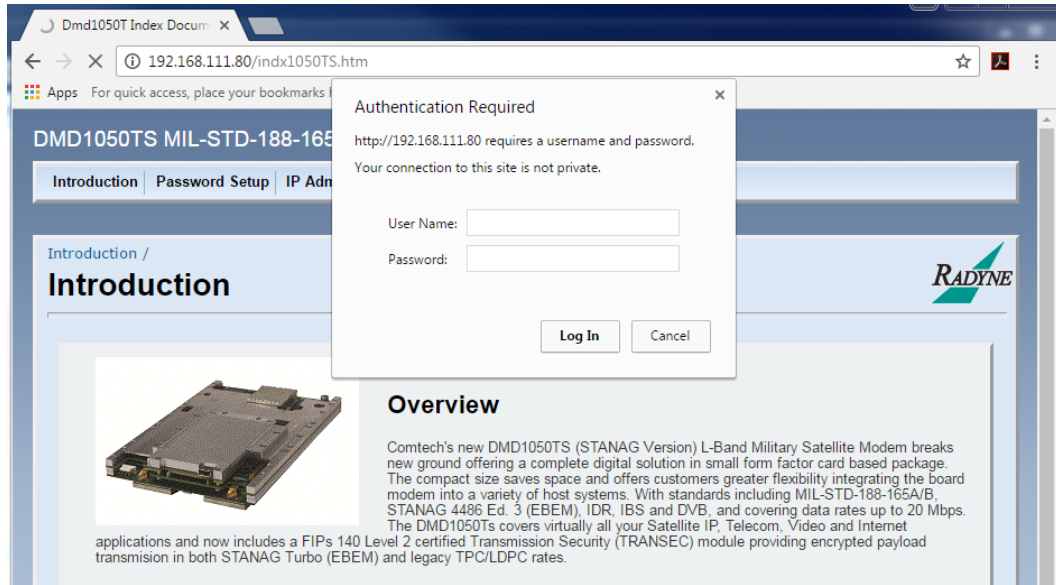 Dmd1050T Index Docum
192.168.111.80/indx1050TS.htm
Apps For quick access, place your bookmarks
DMD1050TS MIL-STD-188-165
Introduction Password Setup IP Adm
Authentication Required
http://192.168.111.80 requires a username and password.
Your connection to this site is not private.
User Name:
Password:
Log In Cancel
Introduction /
Introduction
RADYNE
Overview
Comtech's new DMD1050TS (STANAG Version) L-Band Military Satellite Modem breaks
new ground offering a complete digital solution in small form factor card based package.
The compact size saves space and offers customers greater flexibility integrating the board
modem into a variety of host systems. With standards including MIL-STD-188-165A/B,
STANAG 4486 Ed. 3 (EBEM), IDR, IBS and DVB, and covering data rates up to 20 Mbps.
The DMD1050Ts covers virtually all your Satellite IP, Telecom, Video and Internet
applications and now includes a FIPs 140 Level 2 certified Transmission Security (TRANSEC) module providing encrypted payload
transmision in both STANAG Turbo (EBEM) and legacy TPC/LDPC rates.